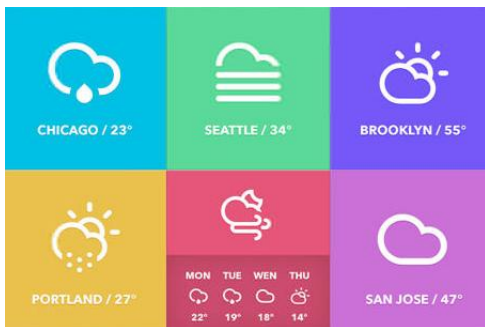 CHICAGO / 23°
SEATTLE / 34°
BROOKLYN / 55°
PORTLAND / 27°
MON TUE WEN THU
22° 19° 18° 14°
SAN JOSE / 47°